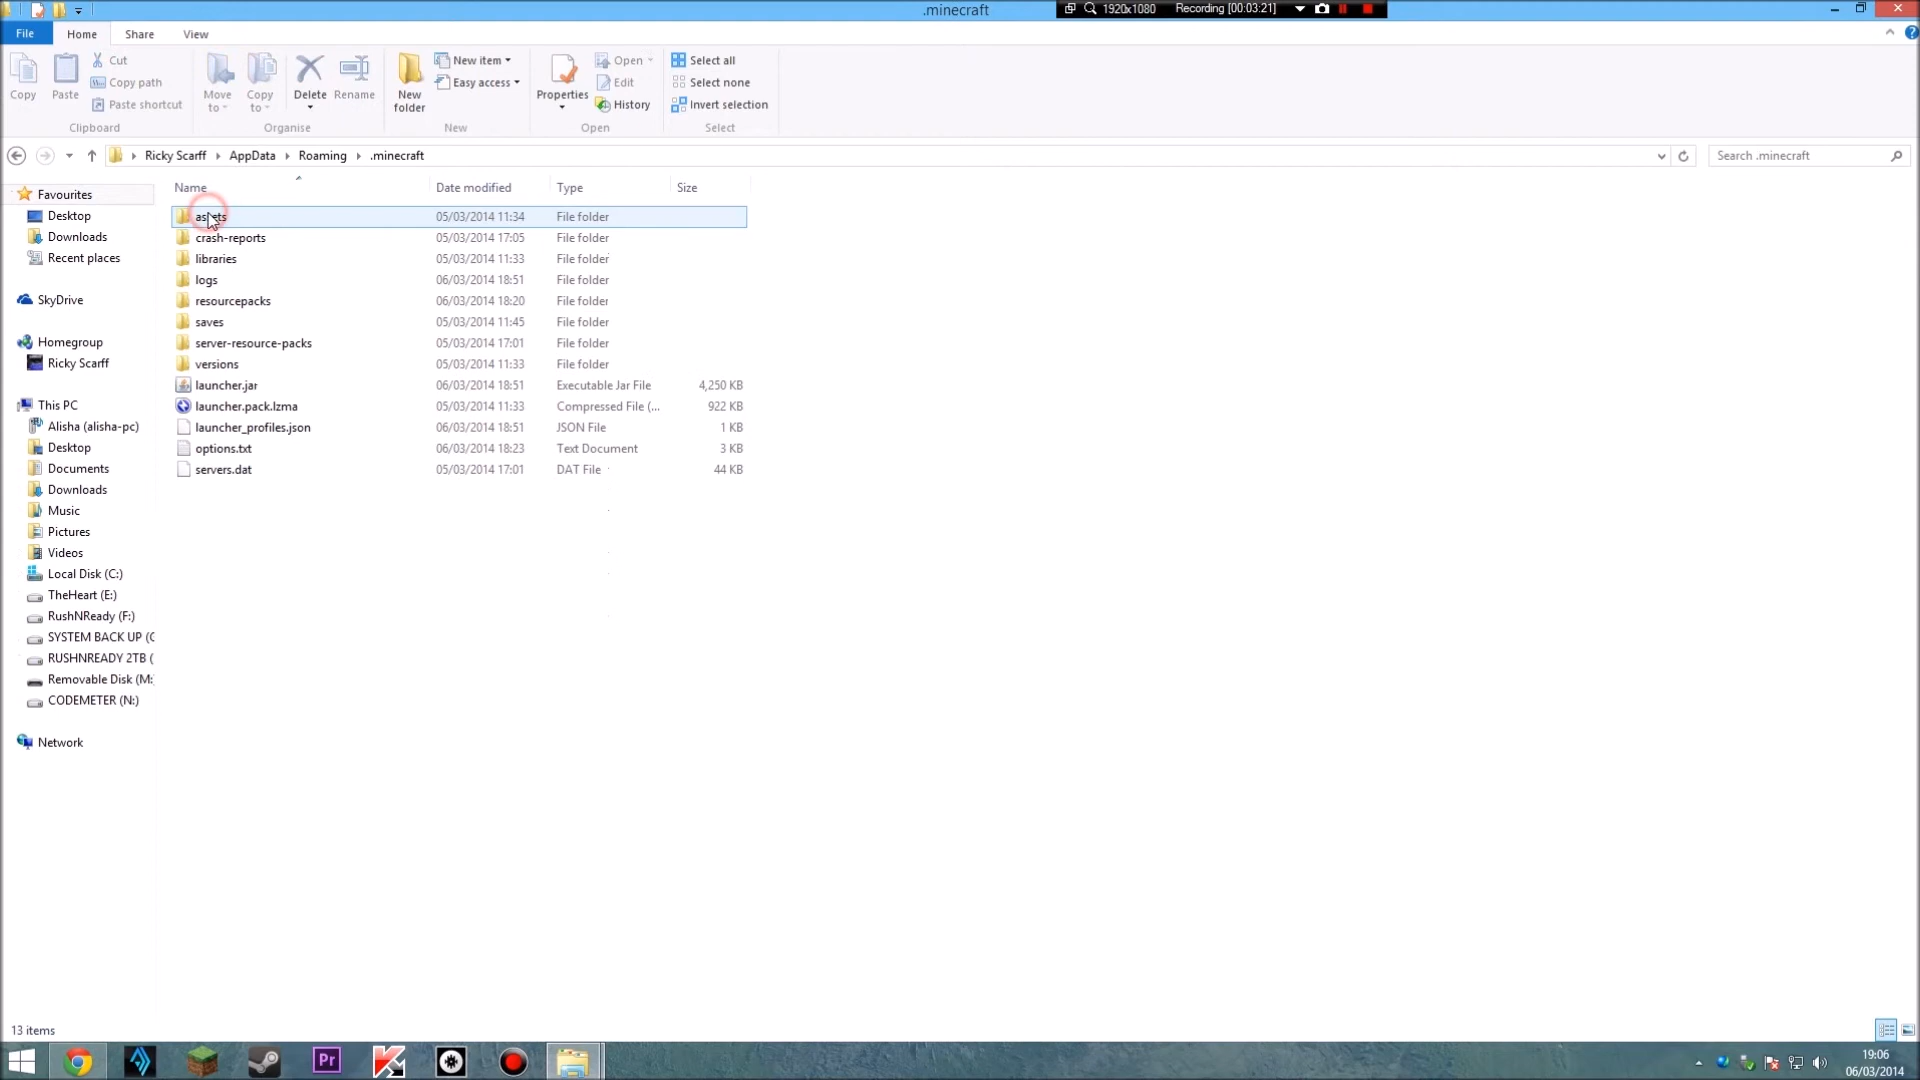 .minecraft
1920x1080 Recording [00:03:21]
File Home Share View
Copy
Paste
Cut
Copy path
Paste shortcut
Clipboard
Move to
Copy to
Delete
Rename
Organise
New folder
New item
Easy access
New
Properties
Open
Edit
History
Open
Select all
Select none
Invert selection
Select
Ricky Scarff AppData Roaming .minecraft
Search .minecraft
Name Date modified Type Size
assets 05/03/2014 11:34 File folder
crash-reports 05/03/2014 17:05 File folder
libraries 05/03/2014 11:33 File folder
logs 06/03/2014 18:51 File folder
resourcepacks 06/03/2014 18:20 File folder
saves 05/03/2014 11:45 File folder
server-resource-packs 05/03/2014 17:01 File folder
versions 05/03/2014 11:33 File folder
launcher.jar 06/03/2014 18:51 Executable Jar File 4,250 KB
launcher.pack.lzma 05/03/2014 11:33 Compressed File (... 922 KB
launcher_profiles.json 06/03/2014 18:51 JSON File 1 KB
options.txt 06/03/2014 18:23 Text Document 3 KB
servers.dat 05/03/2014 17:01 DAT File 44 KB
Favourites
Desktop
Downloads
Recent places
SkyDrive
Homegroup
Ricky Scarff
This PC
Alisha (alisha-pc)
Desktop
Documents
Downloads
Music
Pictures
Videos
Local Disk (C:)
TheHeart (E:)
RushNReady (F:)
SYSTEM BACK UP (G
RUSHNREADY 2TB (
Removable Disk (M:
CODEMETER (N:)
Network
13 items
Pr
19:06
06/03/2014